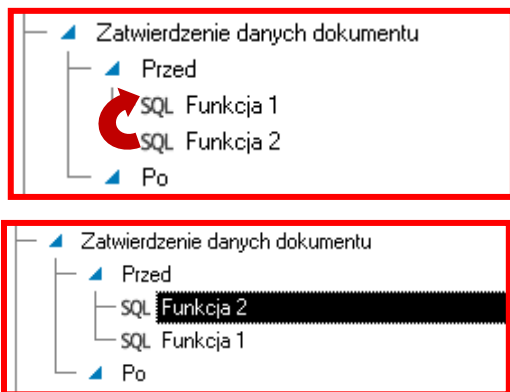 Zatwierdzenie danych dokumentu
Przed
SQL Funkcja 1
SQL Funkcja 2
Po
Zatwierdzenie danych dokumentu
Przed
SQL Funkcja 2
SQL Funkcja 1
Po